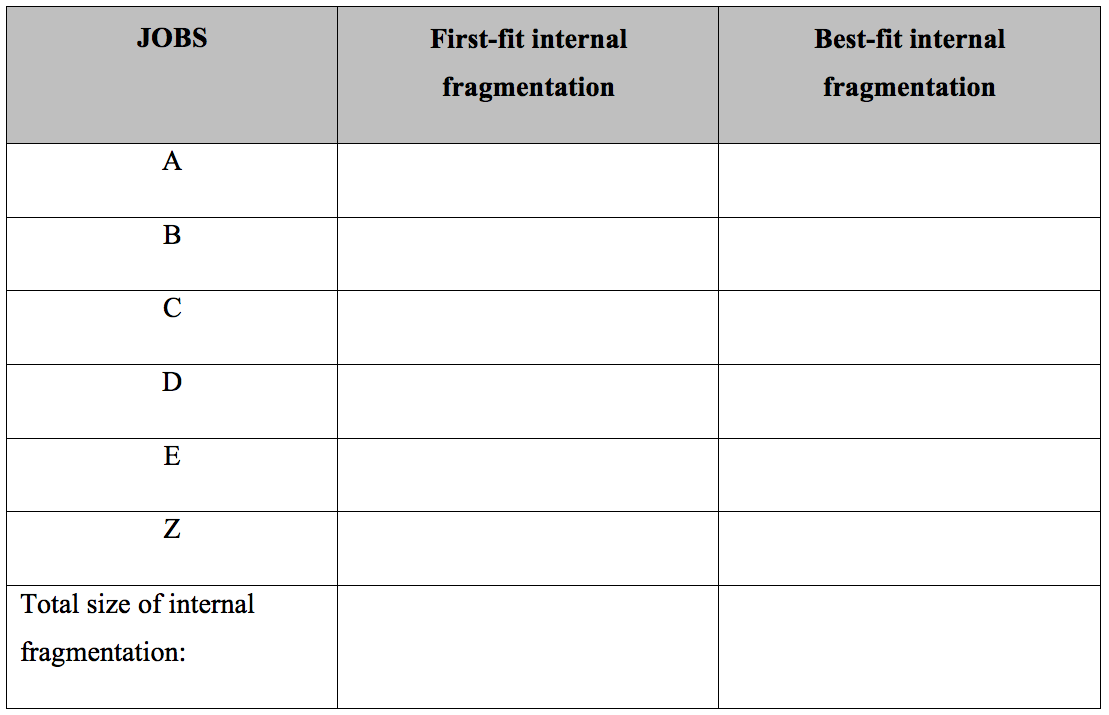 JOBS
First-fit internal
fragmentation
Best-fit internal
fragmentation
A
B
C
D
E
Z
Total size of internal
fragmentation: